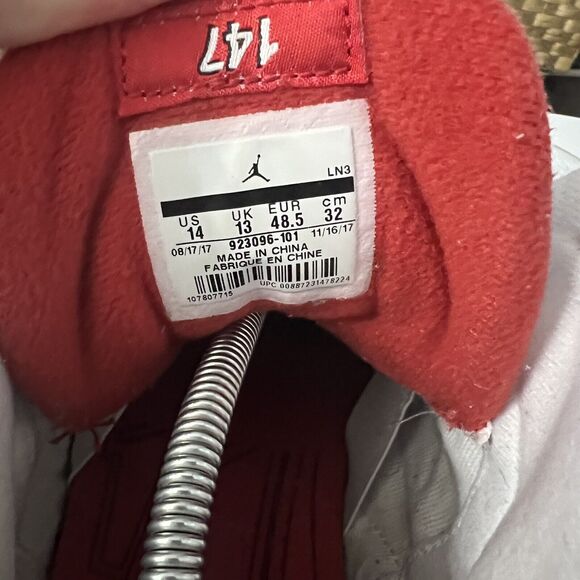 147
LN3
US UK EUR cm
14 13 48.5 32
08/17/17 923096-101 11/16/17
MADE IN CHINA
FABRIQUE EN CHINE
107807715 UPC 00887231478224